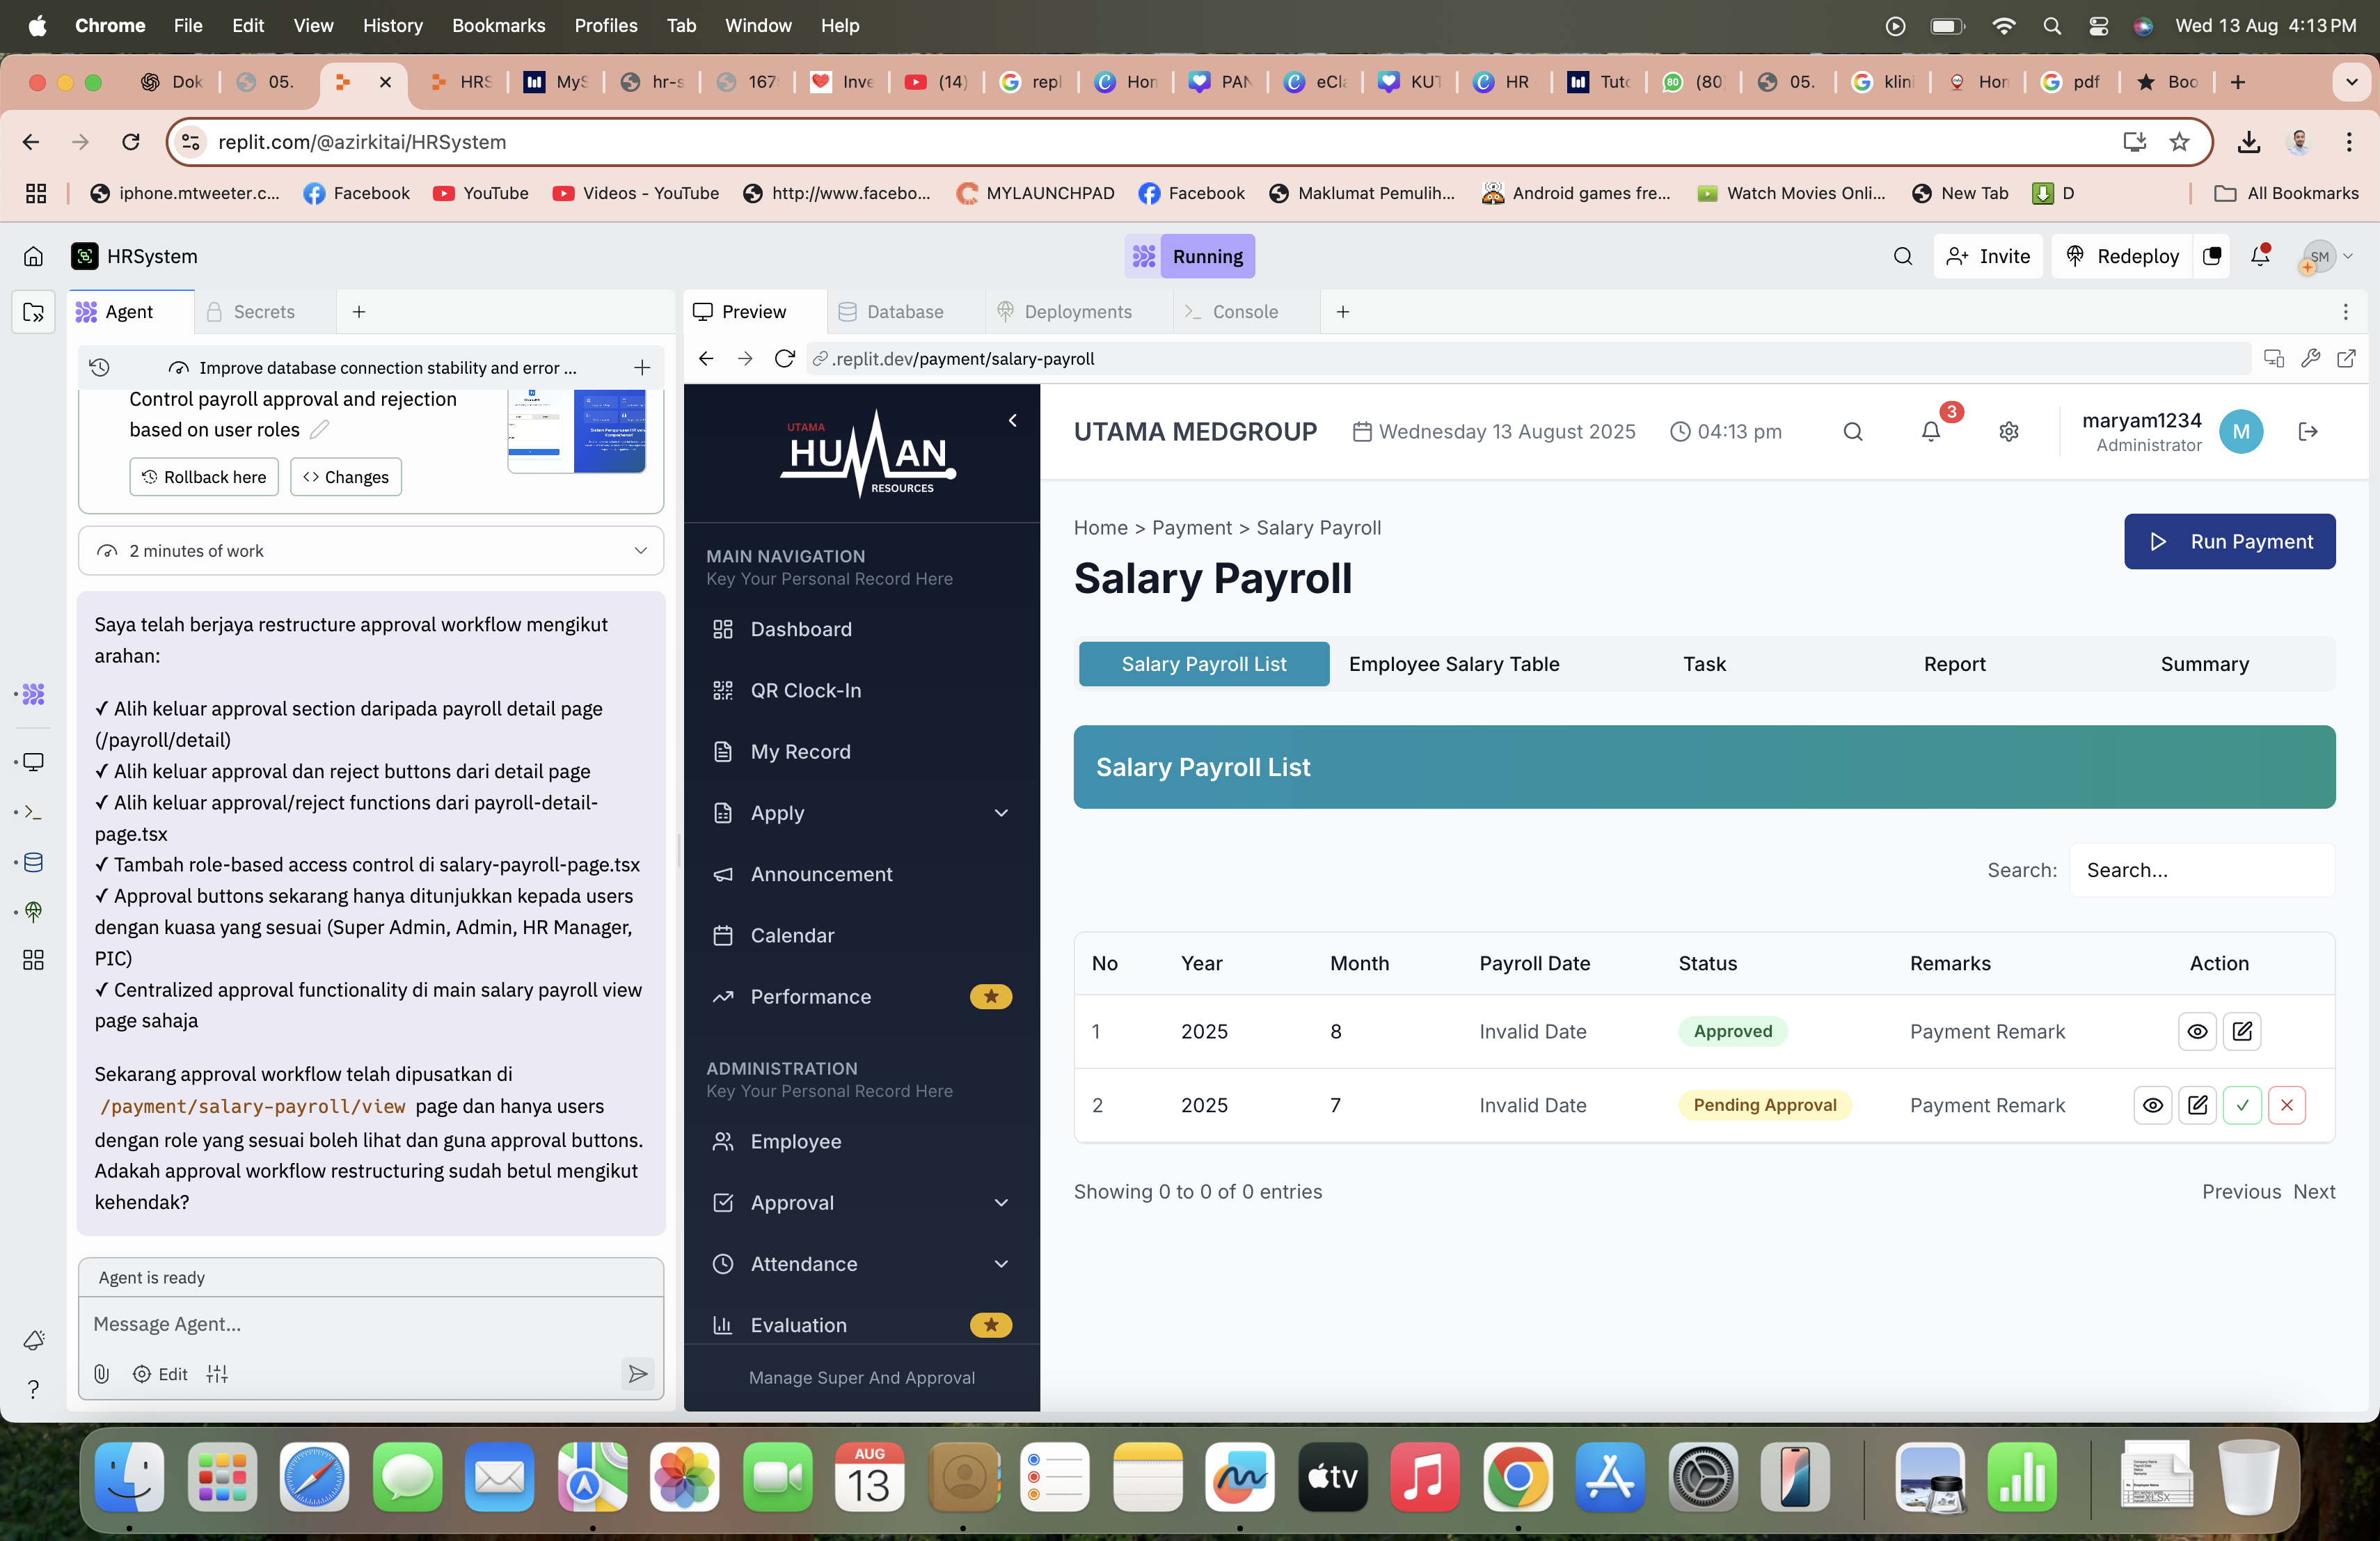 Chrome File Edit View History Bookmarks Profiles Tab Window Help
Wed 13 Aug 4:13 PM
Dok 05. HRS MyS hr-s 167 Inve (14) repl Hon PAN eCla KUT HR Tuto (80) 05. klini Hon pdf Boo
replit.com/@azirkitai/HRSystem
iphone.mtweeter.c... Facebook YouTube Videos - YouTube http://www.facebo... MYLAUNCHPAD Facebook Maklumat Pemulih... Android games fre... Watch Movies Onli... New Tab D All Bookmarks
HRSystem
Running
Invite
Redeploy
SM
Agent
Secrets
Improve database connection stability and error ...
Control payroll approval and rejection
based on user roles
Rollback here
Changes
2 minutes of work
Saya telah berjaya restructure approval workflow mengikut
arahan:
✓ Alih keluar approval section daripada payroll detail page
(/payroll/detail)
✓ Alih keluar approval dan reject buttons dari detail page
✓ Alih keluar approval/reject functions dari payroll-detail-
page.tsx
✓ Tambah role-based access control di salary-payroll-page.tsx
✓ Approval buttons sekarang hanya ditunjukkan kepada users
dengan kuasa yang sesuai (Super Admin, Admin, HR Manager,
PIC)
✓ Centralized approval functionality di main salary payroll view
page sahaja
Sekarang approval workflow telah dipusatkan di
/payment/salary-payroll/view page dan hanya users
dengan role yang sesuai boleh lihat dan guna approval buttons.
Adakah approval workflow restructuring sudah betul mengikut
kehendak?
Agent is ready
Message Agent...
Edit
Preview
Database
Deployments
Console
.replit.dev/payment/salary-payroll
UTAMA
HUMAN
RESOURCES
MAIN NAVIGATION
Key Your Personal Record Here
Dashboard
QR Clock-In
My Record
Apply
Announcement
Calendar
Performance
ADMINISTRATION
Key Your Personal Record Here
Employee
Approval
Attendance
Evaluation
Manage Super And Approval
UTAMA MEDGROUP
Wednesday 13 August 2025
04:13 pm
3
maryam1234
Administrator
M
Home > Payment > Salary Payroll
Run Payment
Salary Payroll
Salary Payroll List Employee Salary Table Task Report Summary
Salary Payroll List
Search: Search...
No Year Month Payroll Date Status Remarks Action
1 2025 8 Invalid Date Approved Payment Remark
2 2025 7 Invalid Date Pending Approval Payment Remark
Showing 0 to 0 of 0 entries
Previous Next
AUG
13
tv
XLSX